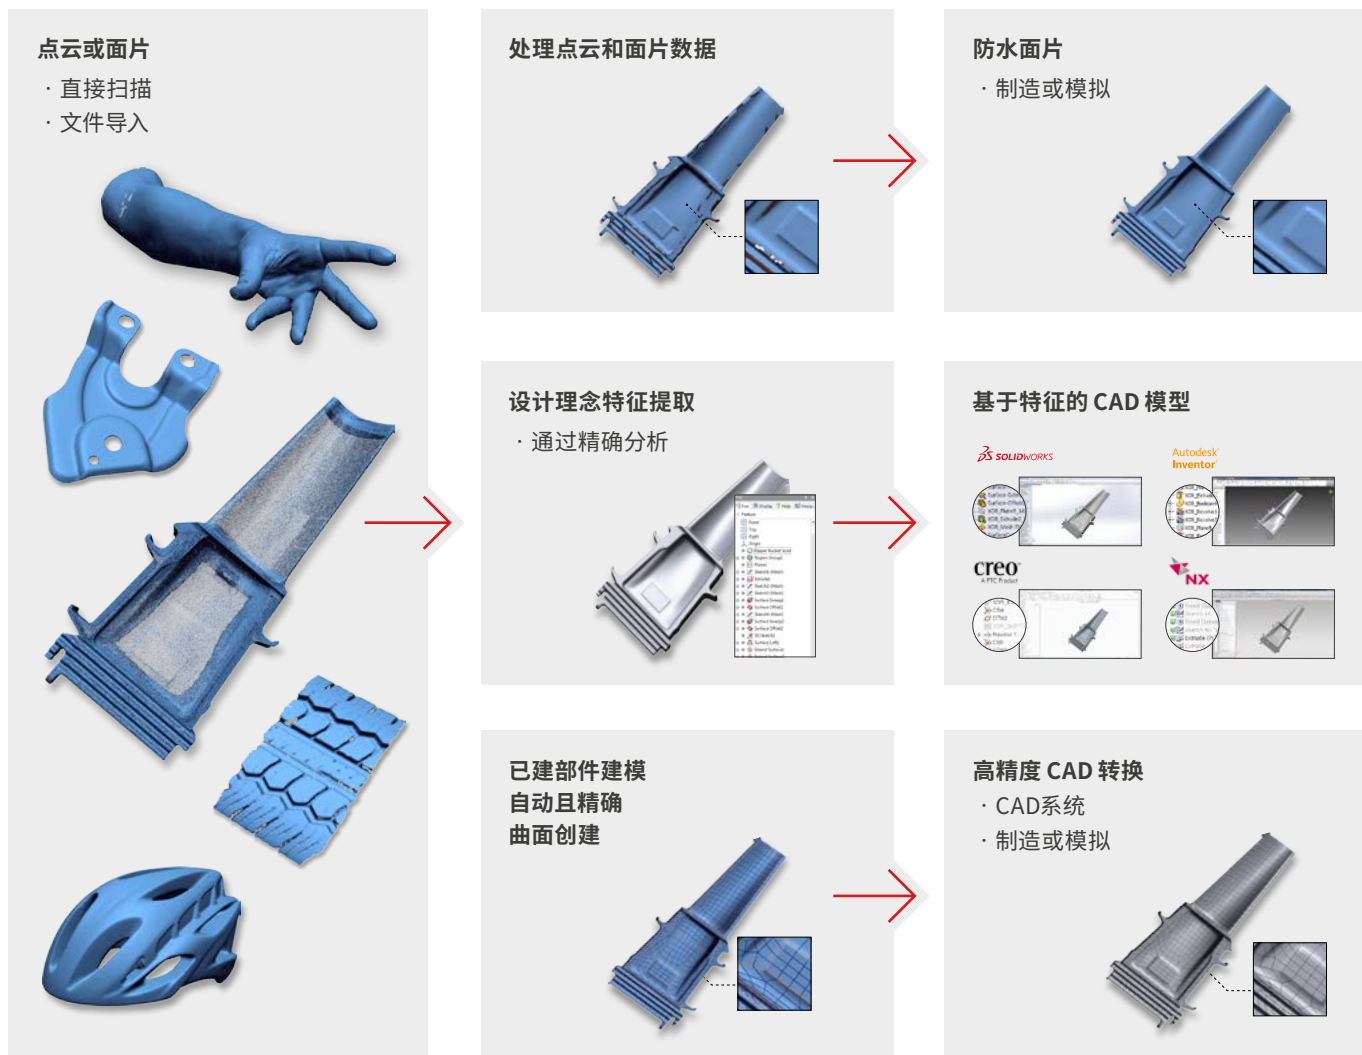 点云或面片
· 直接扫描
· 文件导入
处理点云和面片数据
防水面片
· 制造或模拟
设计理念特征提取
· 通过精确分析
基于特征的 CAD 模型
SOLIDWORKS
Autodesk
Inventor
creo
A PTC Product
NX
已建部件建模
自动且精确
曲面创建
高精度 CAD 转换
· CAD系统
· 制造或模拟